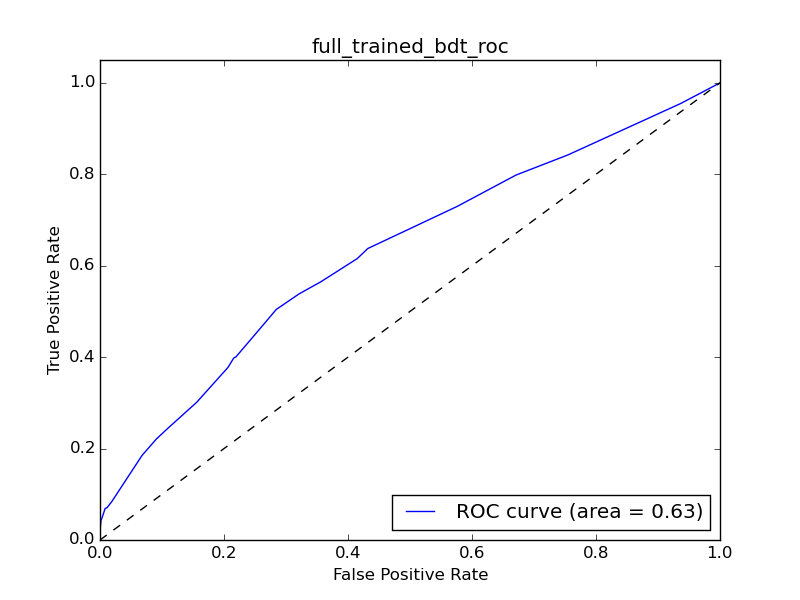 full_trained_bdt_roc
1.0
0.8
0.6
0.4
0.2
0.0
True Positive Rate
0.0 0.2 0.4 0.6 0.8 1.0
False Positive Rate
ROC curve (area = 0.63)